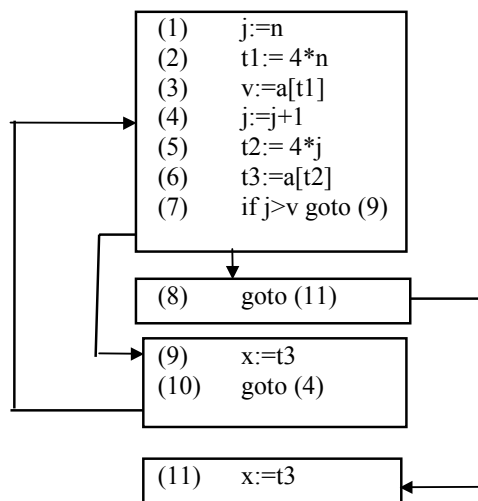 (1) j:=n
(2) t1:= 4*n
(3) v:=a[t1]
(4) j:=j+1
(5) t2:= 4*j
(6) t3:=a[t2]
(7) if j>v goto (9)
(8) goto (11)
(9) x:=t3
(10) goto (4)
(11) x:=t3